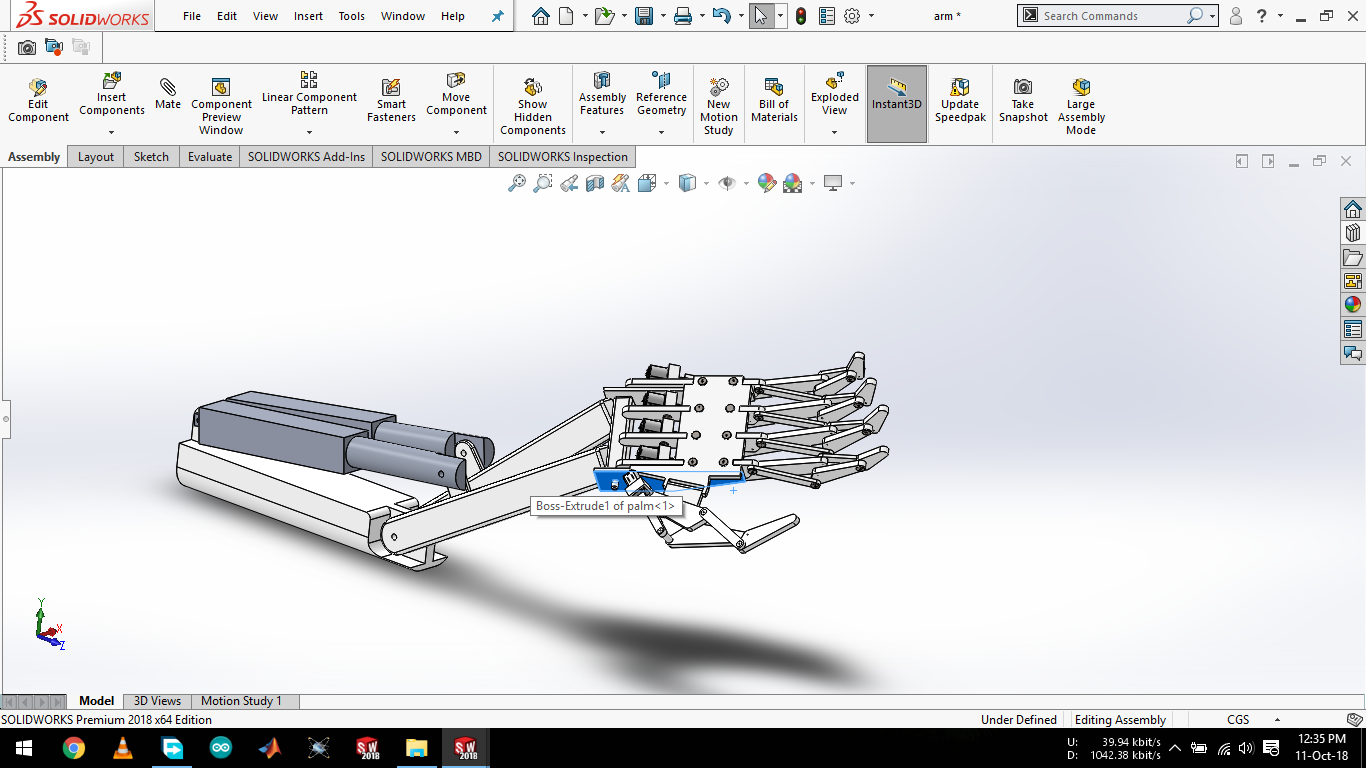 SOLIDWORKS
File Edit View Insert Tools Window Help
arm *
Search Commands
?
Edit Component
Insert Components
Mate
Component Preview Window
Linear Component Pattern
Smart Fasteners
Move Component
Show Hidden Components
Assembly Features
Reference Geometry
New Motion Study
Bill of Materials
Exploded View
Instant3D
Update Speedpak
Take Snapshot
Large Assembly Mode
Assembly Layout Sketch Evaluate SOLIDWORKS Add-Ins SOLIDWORKS MBD SOLIDWORKS Inspection
Boss-Extrude1 of palm<1>
Y
X
Z
Model 3D Views Motion Study 1
SOLIDWORKS Premium 2018 x64 Edition
Under Defined Editing Assembly CGS
SW 2018
SW 2018
U: 39.94 kbit/s
D: 1042.38 kbit/s
12:35 PM
11-Oct-18